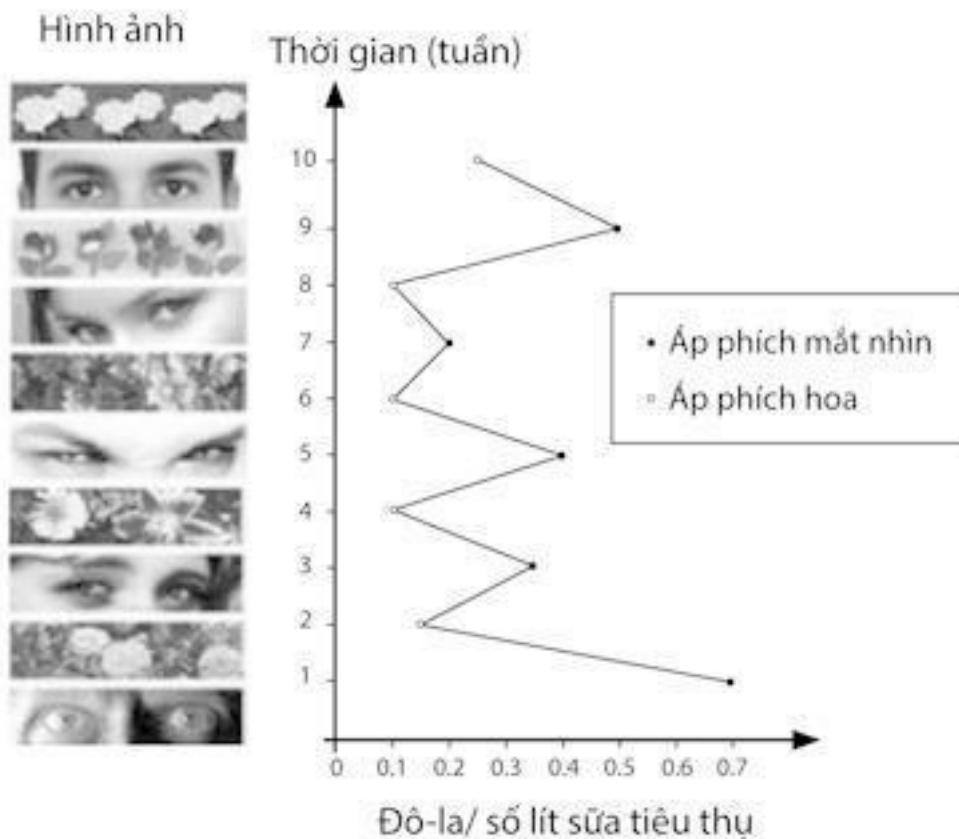 Hình ảnh
Thời gian (tuần)
10
9
8
7
6
5
4
3
2
1
• Áp phích mắt nhìn
▫ Áp phích hoa
0 0.1 0.2 0.3 0.4 0.5 0.6 0.7
Đô-la/ số lít sữa tiêu thụ